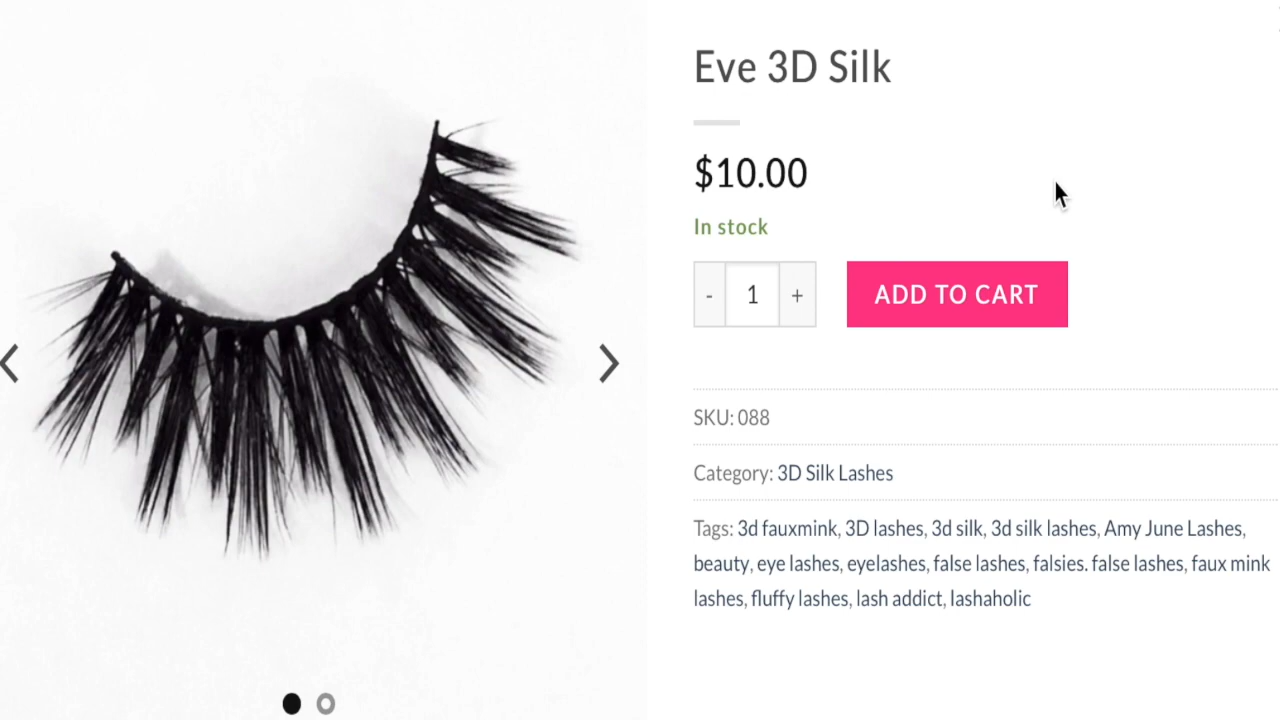 Eve 3D Silk
$10.00
In stock
- 1 + ADD TO CART
SKU: 088
Category: 3D Silk Lashes
Tags: 3d fauxmink, 3D lashes, 3d silk, 3d silk lashes, Amy June Lashes,
beauty, eye lashes, eyelashes, false lashes, falsies. false lashes, faux mink
lashes, fluffy lashes, lash addict, lashaholic